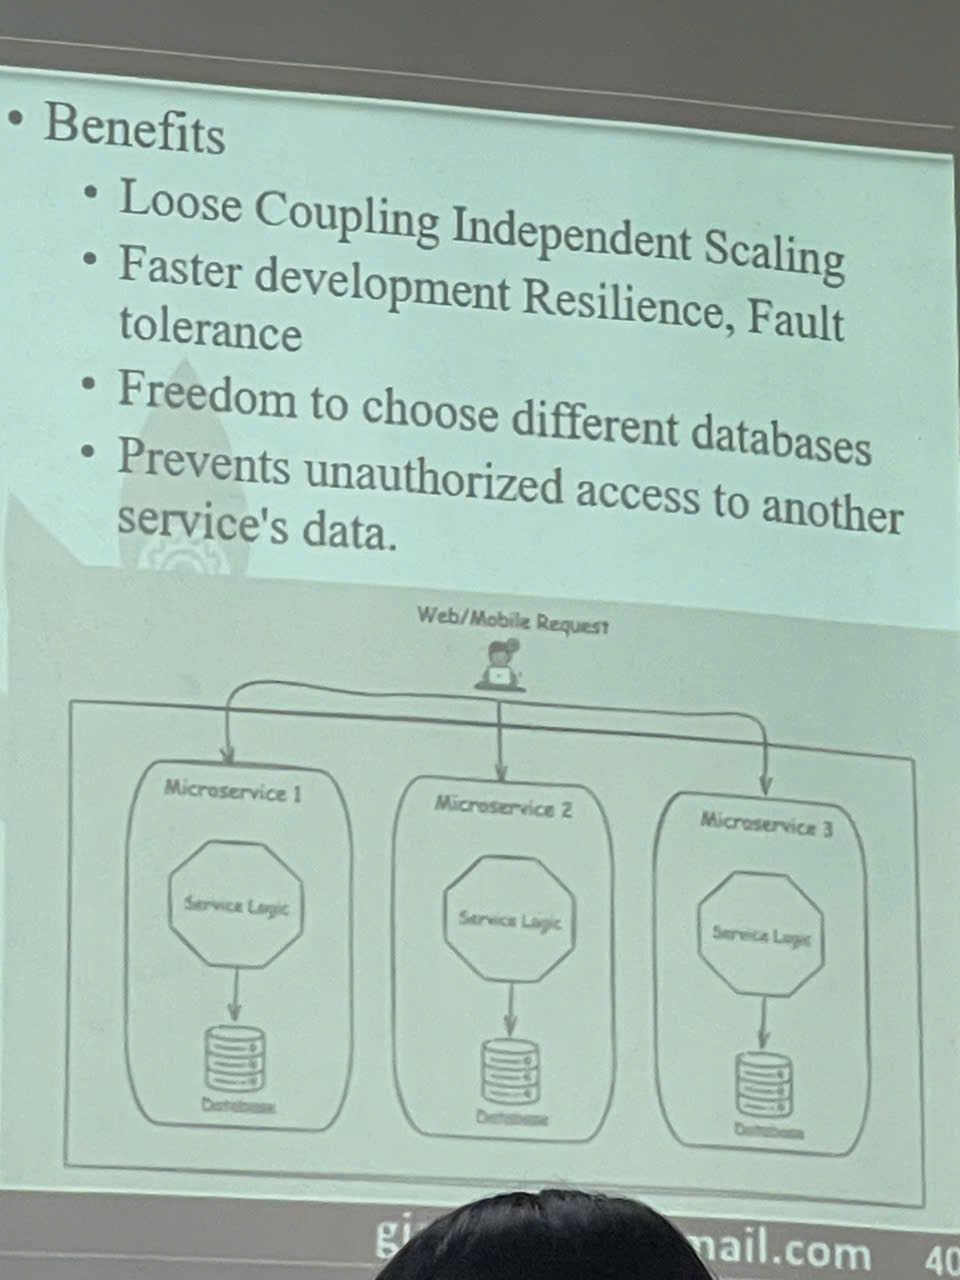 • Benefits
• Loose Coupling Independent Scaling
• Faster development Resilience, Fault
tolerance
• Freedom to choose different databases
• Prevents unauthorized access to another
service's data.
Web/Mobile Request
Microservice 1
Microservice 2
Microservice 3
Service Logic
Service Logic
Service Logic
Database
Database
Database
mail.com 40